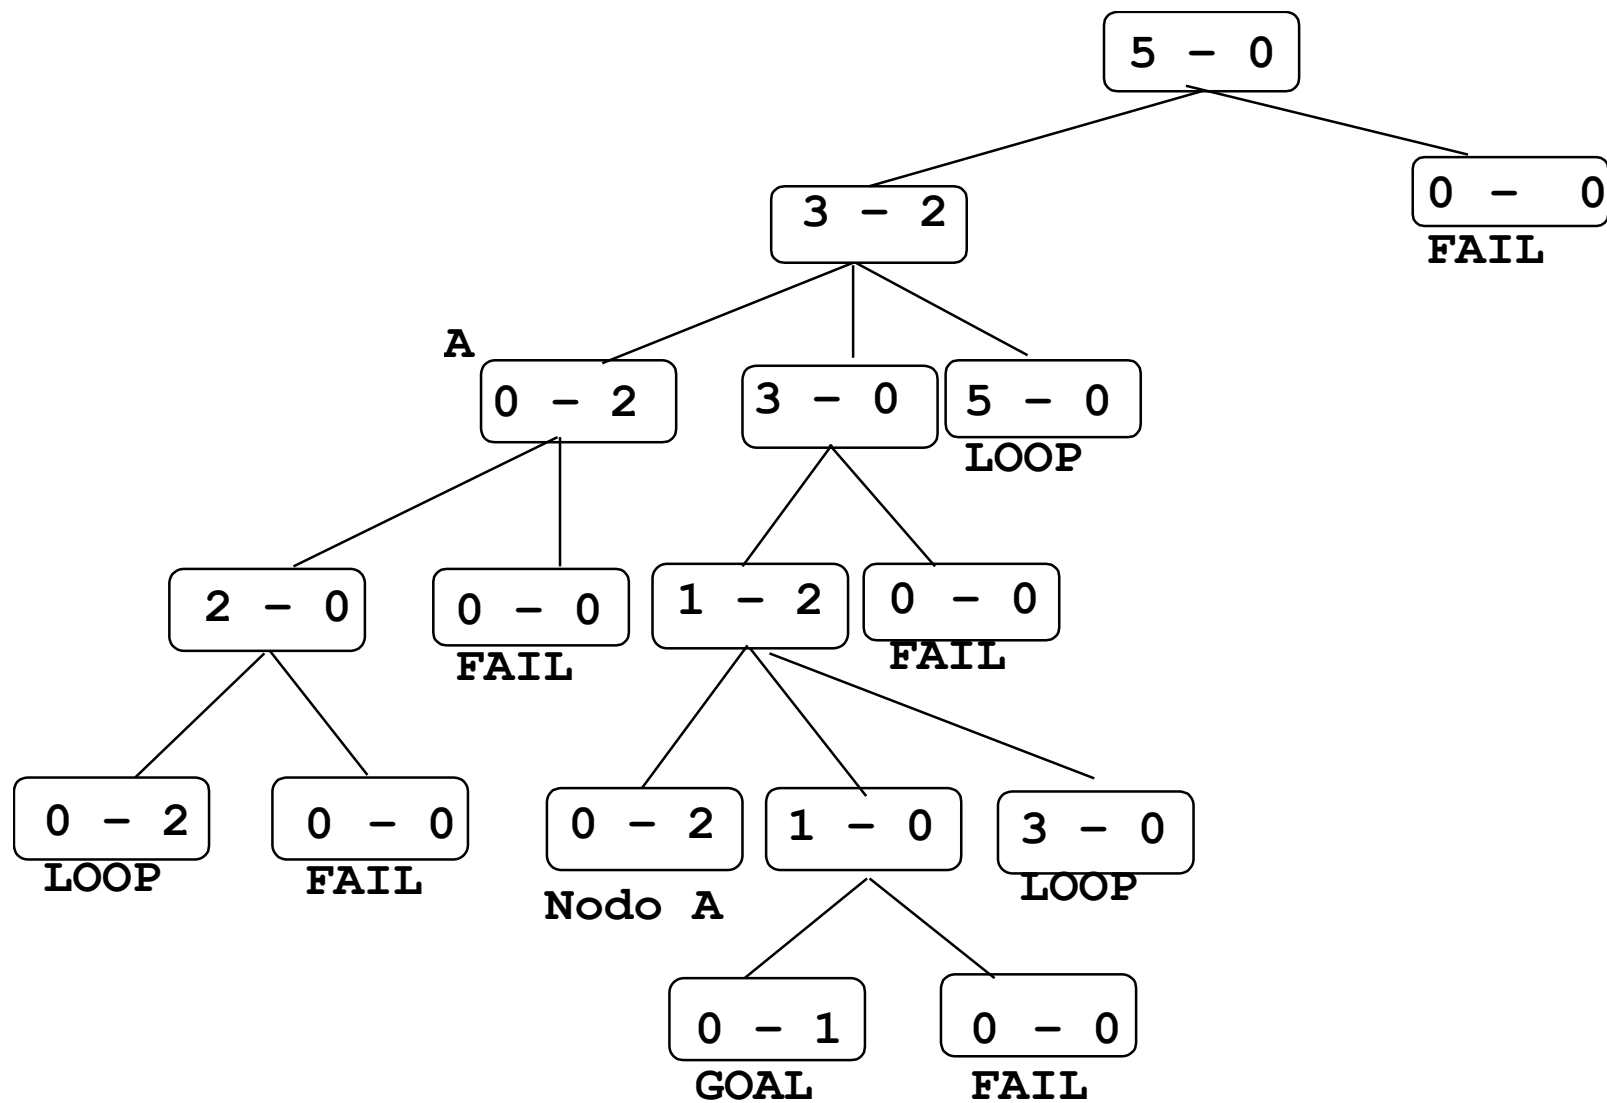 5 – 0
0 – 0
FAIL
3 – 2
A
0 – 2
3 – 0
5 – 0
LOOP
2 – 0
0 – 0
FAIL
1 – 2
0 – 0
FAIL
0 – 2
LOOP
0 – 0
FAIL
0 – 2
Nodo A
1 – 0
3 – 0
LOOP
0 – 1
GOAL
0 – 0
FAIL